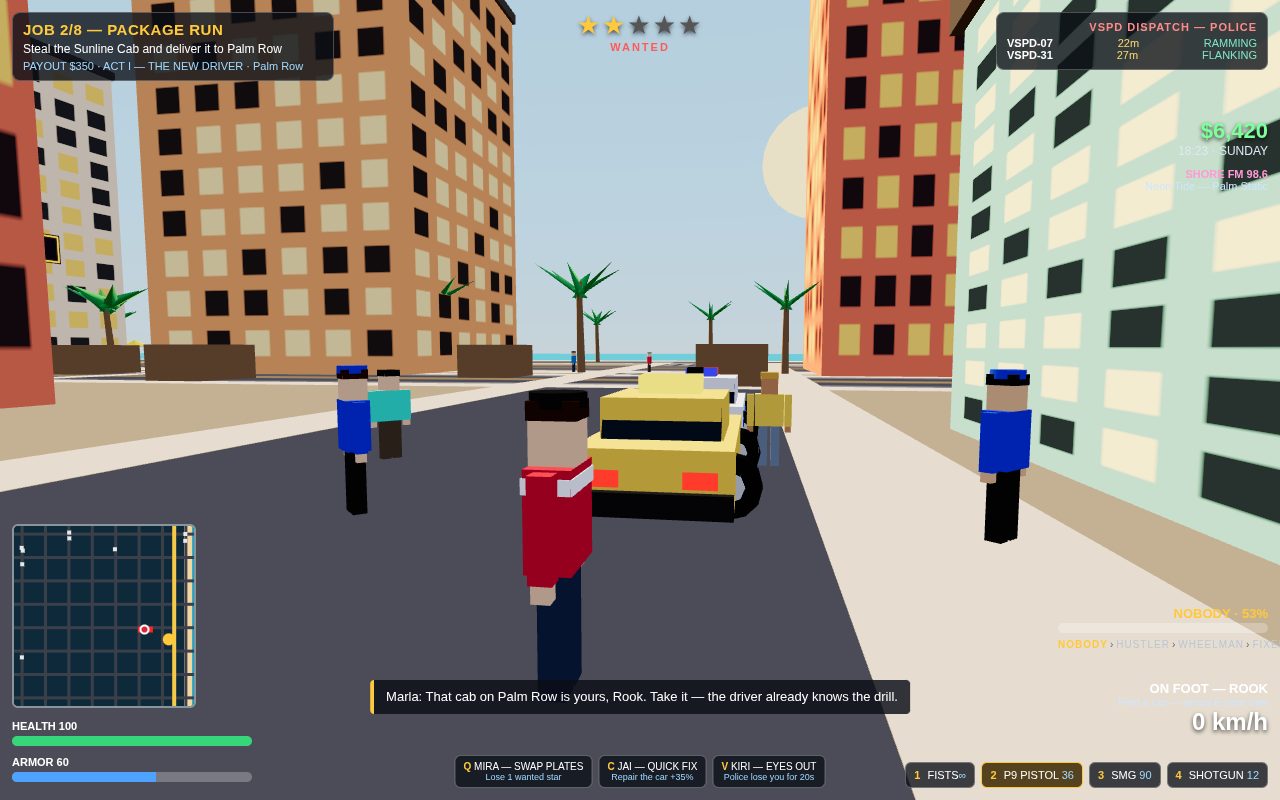 JOB 2/8 — PACKAGE RUN
Steal the Sunline Cab and deliver it to Palm Row
PAYOUT $350 · ACT I — THE NEW DRIVER · Palm Row
WANTED
VSPD DISPATCH — POLICE
VSPD-07 22m RAMMING
VSPD-31 27m FLANKING
$6,420
18:23 · SUNDAY
SHORE FM 98.6
Neon Tide — Palm Static
NOBODY · 53%
NOBODY › HUSTLER › WHEELMAN › FIXE
ON FOOT — ROOK
0 km/h
Marla: That cab on Palm Row is yours, Rook. Take it — the driver already knows the drill.
HEALTH 100
ARMOR 60
Q MIRA — SWAP PLATES
Lose 1 wanted star
C JAI — QUICK FIX
Repair the car +35%
V KIRI — EYES OUT
Police lose you for 20s
1 FISTS∞
2 P9 PISTOL 36
3 SMG 90
4 SHOTGUN 12